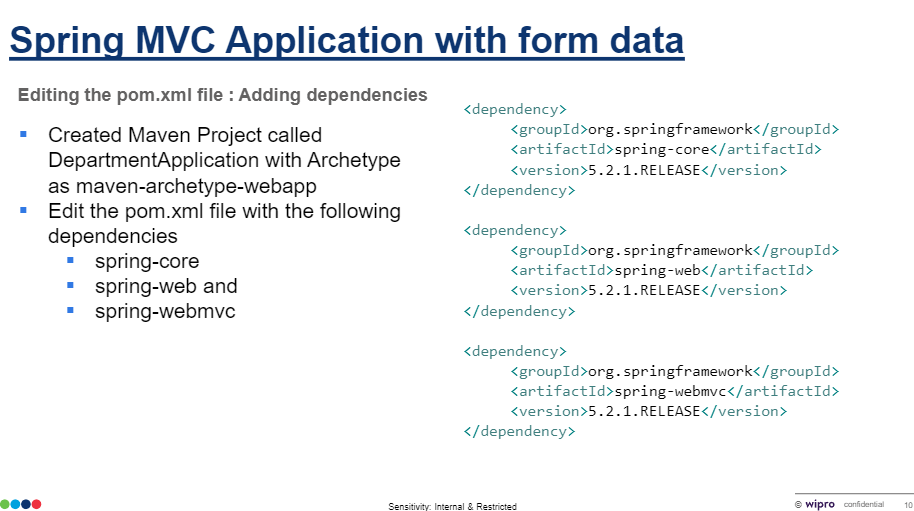 Spring MVC Application with form data
Editing the pom.xml file : Adding dependencies
Created Maven Project called
DepartmentApplication with Archetype
as maven-archetype-webapp
Edit the pom.xml file with the following
dependencies
spring-core
spring-web and
spring-webmvc
<dependency>
<groupId>org.springframework</groupId>
<artifactId>spring-core</artifactId>
<version>5.2.1.RELEASE</version>
</dependency>
<dependency>
<groupId>org.springframework</groupId>
<artifactId>spring-web</artifactId>
<version>5.2.1.RELEASE</version>
</dependency>
<dependency>
<groupId>org.springframework</groupId>
<artifactId>spring-webmvc</artifactId>
<version>5.2.1.RELEASE</version>
</dependency>
Sensitivity: Internal & Restricted
© wipro confidential 10